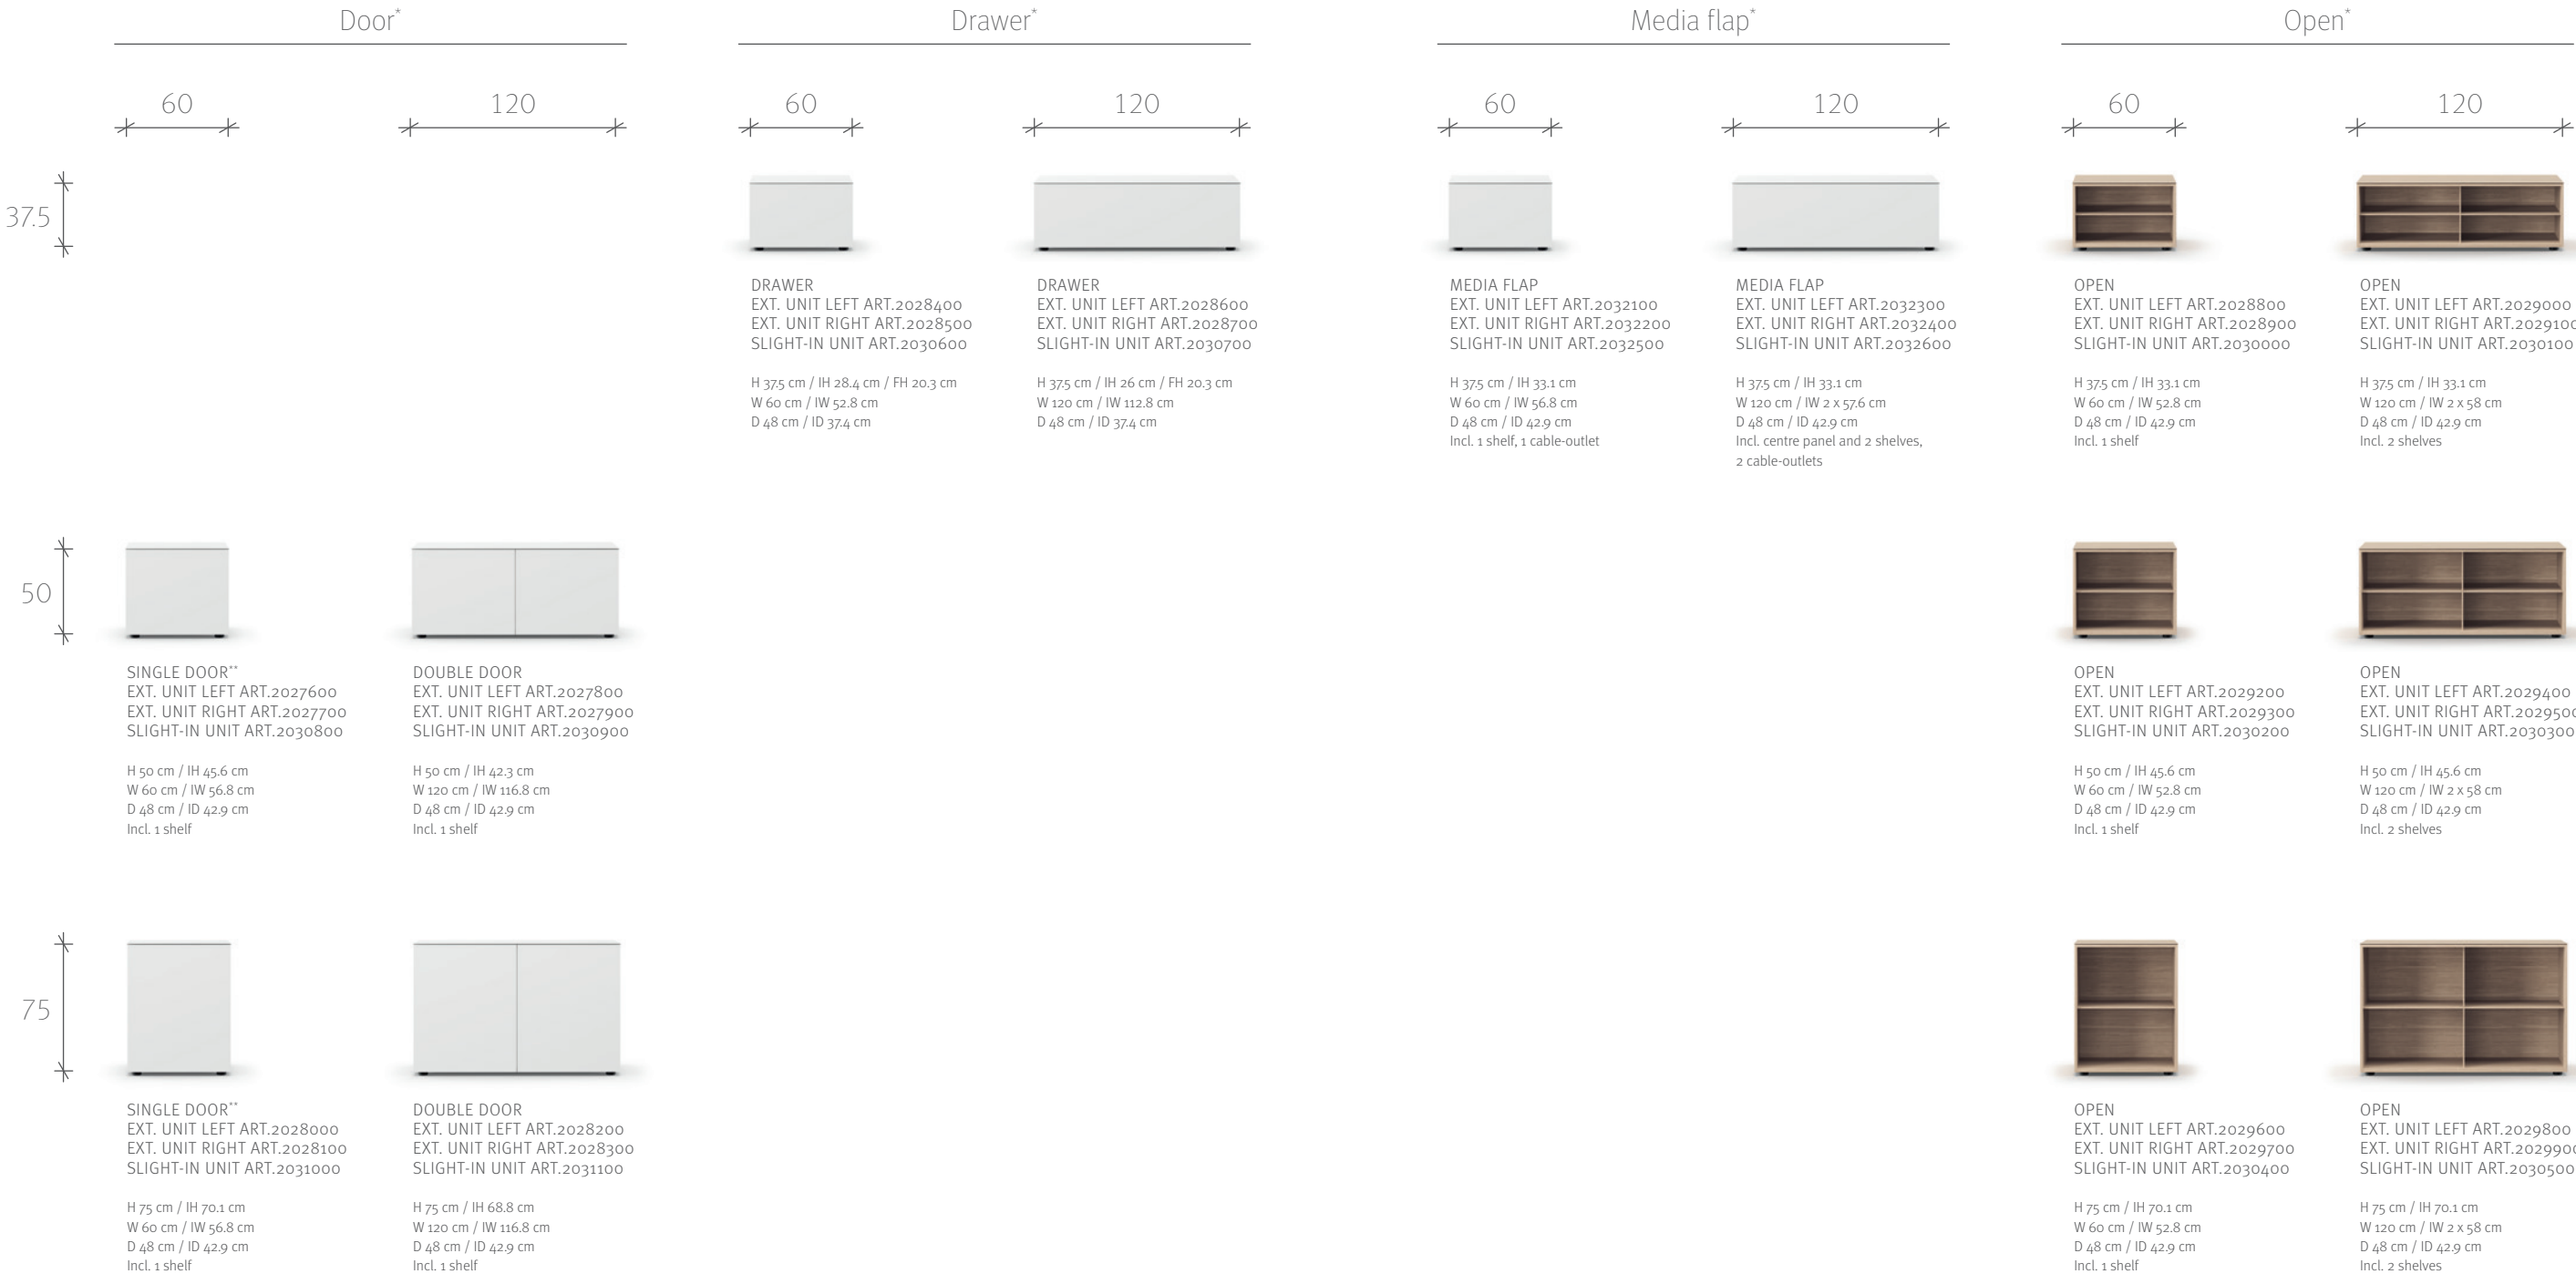 Door*
Drawer*
Media flap*
Open*
60
120
60
120
60
120
60
120
37.5
DRAWER
EXT. UNIT LEFT ART.2028400
EXT. UNIT RIGHT ART.2028500
SLIGHT-IN UNIT ART.2030600
H 37.5 cm / IH 28.4 cm / FH 20.3 cm
W 60 cm / IW 52.8 cm
D 48 cm / ID 37.4 cm
DRAWER
EXT. UNIT LEFT ART.2028600
EXT. UNIT RIGHT ART.2028700
SLIGHT-IN UNIT ART.2030700
H 37.5 cm / IH 26 cm / FH 20.3 cm
W 120 cm / IW 112.8 cm
D 48 cm / ID 37.4 cm
MEDIA FLAP
EXT. UNIT LEFT ART.2032100
EXT. UNIT RIGHT ART.2032200
SLIGHT-IN UNIT ART.2032500
H 37.5 cm / IH 33.1 cm
W 60 cm / IW 56.8 cm
D 48 cm / ID 42.9 cm
Incl. 1 shelf, 1 cable-outlet
MEDIA FLAP
EXT. UNIT LEFT ART.2032300
EXT. UNIT RIGHT ART.2032400
SLIGHT-IN UNIT ART.2032600
H 37.5 cm / IH 33.1 cm
W 120 cm / IW 2 x 57.6 cm
D 48 cm / ID 42.9 cm
Incl. centre panel and 2 shelves,
2 cable-outlets
OPEN
EXT. UNIT LEFT ART.2028800
EXT. UNIT RIGHT ART.2028900
SLIGHT-IN UNIT ART.2030000
H 37.5 cm / IH 33.1 cm
W 60 cm / IW 52.8 cm
D 48 cm / ID 42.9 cm
Incl. 1 shelf
OPEN
EXT. UNIT LEFT ART.2029000
EXT. UNIT RIGHT ART.2029100
SLIGHT-IN UNIT ART.2030100
H 37.5 cm / IH 33.1 cm
W 120 cm / IW 2 x 58 cm
D 48 cm / ID 42.9 cm
Incl. 2 shelves
50
SINGLE DOOR**
EXT. UNIT LEFT ART.2027600
EXT. UNIT RIGHT ART.2027700
SLIGHT-IN UNIT ART.2030800
H 50 cm / IH 45.6 cm
W 60 cm / IW 56.8 cm
D 48 cm / ID 42.9 cm
Incl. 1 shelf
DOUBLE DOOR
EXT. UNIT LEFT ART.2027800
EXT. UNIT RIGHT ART.2027900
SLIGHT-IN UNIT ART.2030900
H 50 cm / IH 42.3 cm
W 120 cm / IW 116.8 cm
D 48 cm / ID 42.9 cm
Incl. 1 shelf
OPEN
EXT. UNIT LEFT ART.2029200
EXT. UNIT RIGHT ART.2029300
SLIGHT-IN UNIT ART.2030200
H 50 cm / IH 45.6 cm
W 60 cm / IW 52.8 cm
D 48 cm / ID 42.9 cm
Incl. 1 shelf
OPEN
EXT. UNIT LEFT ART.2029400
EXT. UNIT RIGHT ART.2029500
SLIGHT-IN UNIT ART.2030300
H 50 cm / IH 45.6 cm
W 120 cm / IW 2 x 58 cm
D 48 cm / ID 42.9 cm
Incl. 2 shelves
75
SINGLE DOOR**
EXT. UNIT LEFT ART.2028000
EXT. UNIT RIGHT ART.2028100
SLIGHT-IN UNIT ART.2031000
H 75 cm / IH 70.1 cm
W 60 cm / IW 56.8 cm
D 48 cm / ID 42.9 cm
Incl. 1 shelf
DOUBLE DOOR
EXT. UNIT LEFT ART.2028200
EXT. UNIT RIGHT ART.2028300
SLIGHT-IN UNIT ART.2031100
H 75 cm / IH 68.8 cm
W 120 cm / IW 116.8 cm
D 48 cm / ID 42.9 cm
Incl. 1 shelf
OPEN
EXT. UNIT LEFT ART.2029600
EXT. UNIT RIGHT ART.2029700
SLIGHT-IN UNIT ART.2030400
H 75 cm / IH 70.1 cm
W 60 cm / IW 52.8 cm
D 48 cm / ID 42.9 cm
Incl. 1 shelf
OPEN
EXT. UNIT LEFT ART.2029800
EXT. UNIT RIGHT ART.2029900
SLIGHT-IN UNIT ART.2030500
H 75 cm / IH 70.1 cm
W 120 cm / IW 2 x 58 cm
D 48 cm / ID 42.9 cm
Incl. 2 shelves